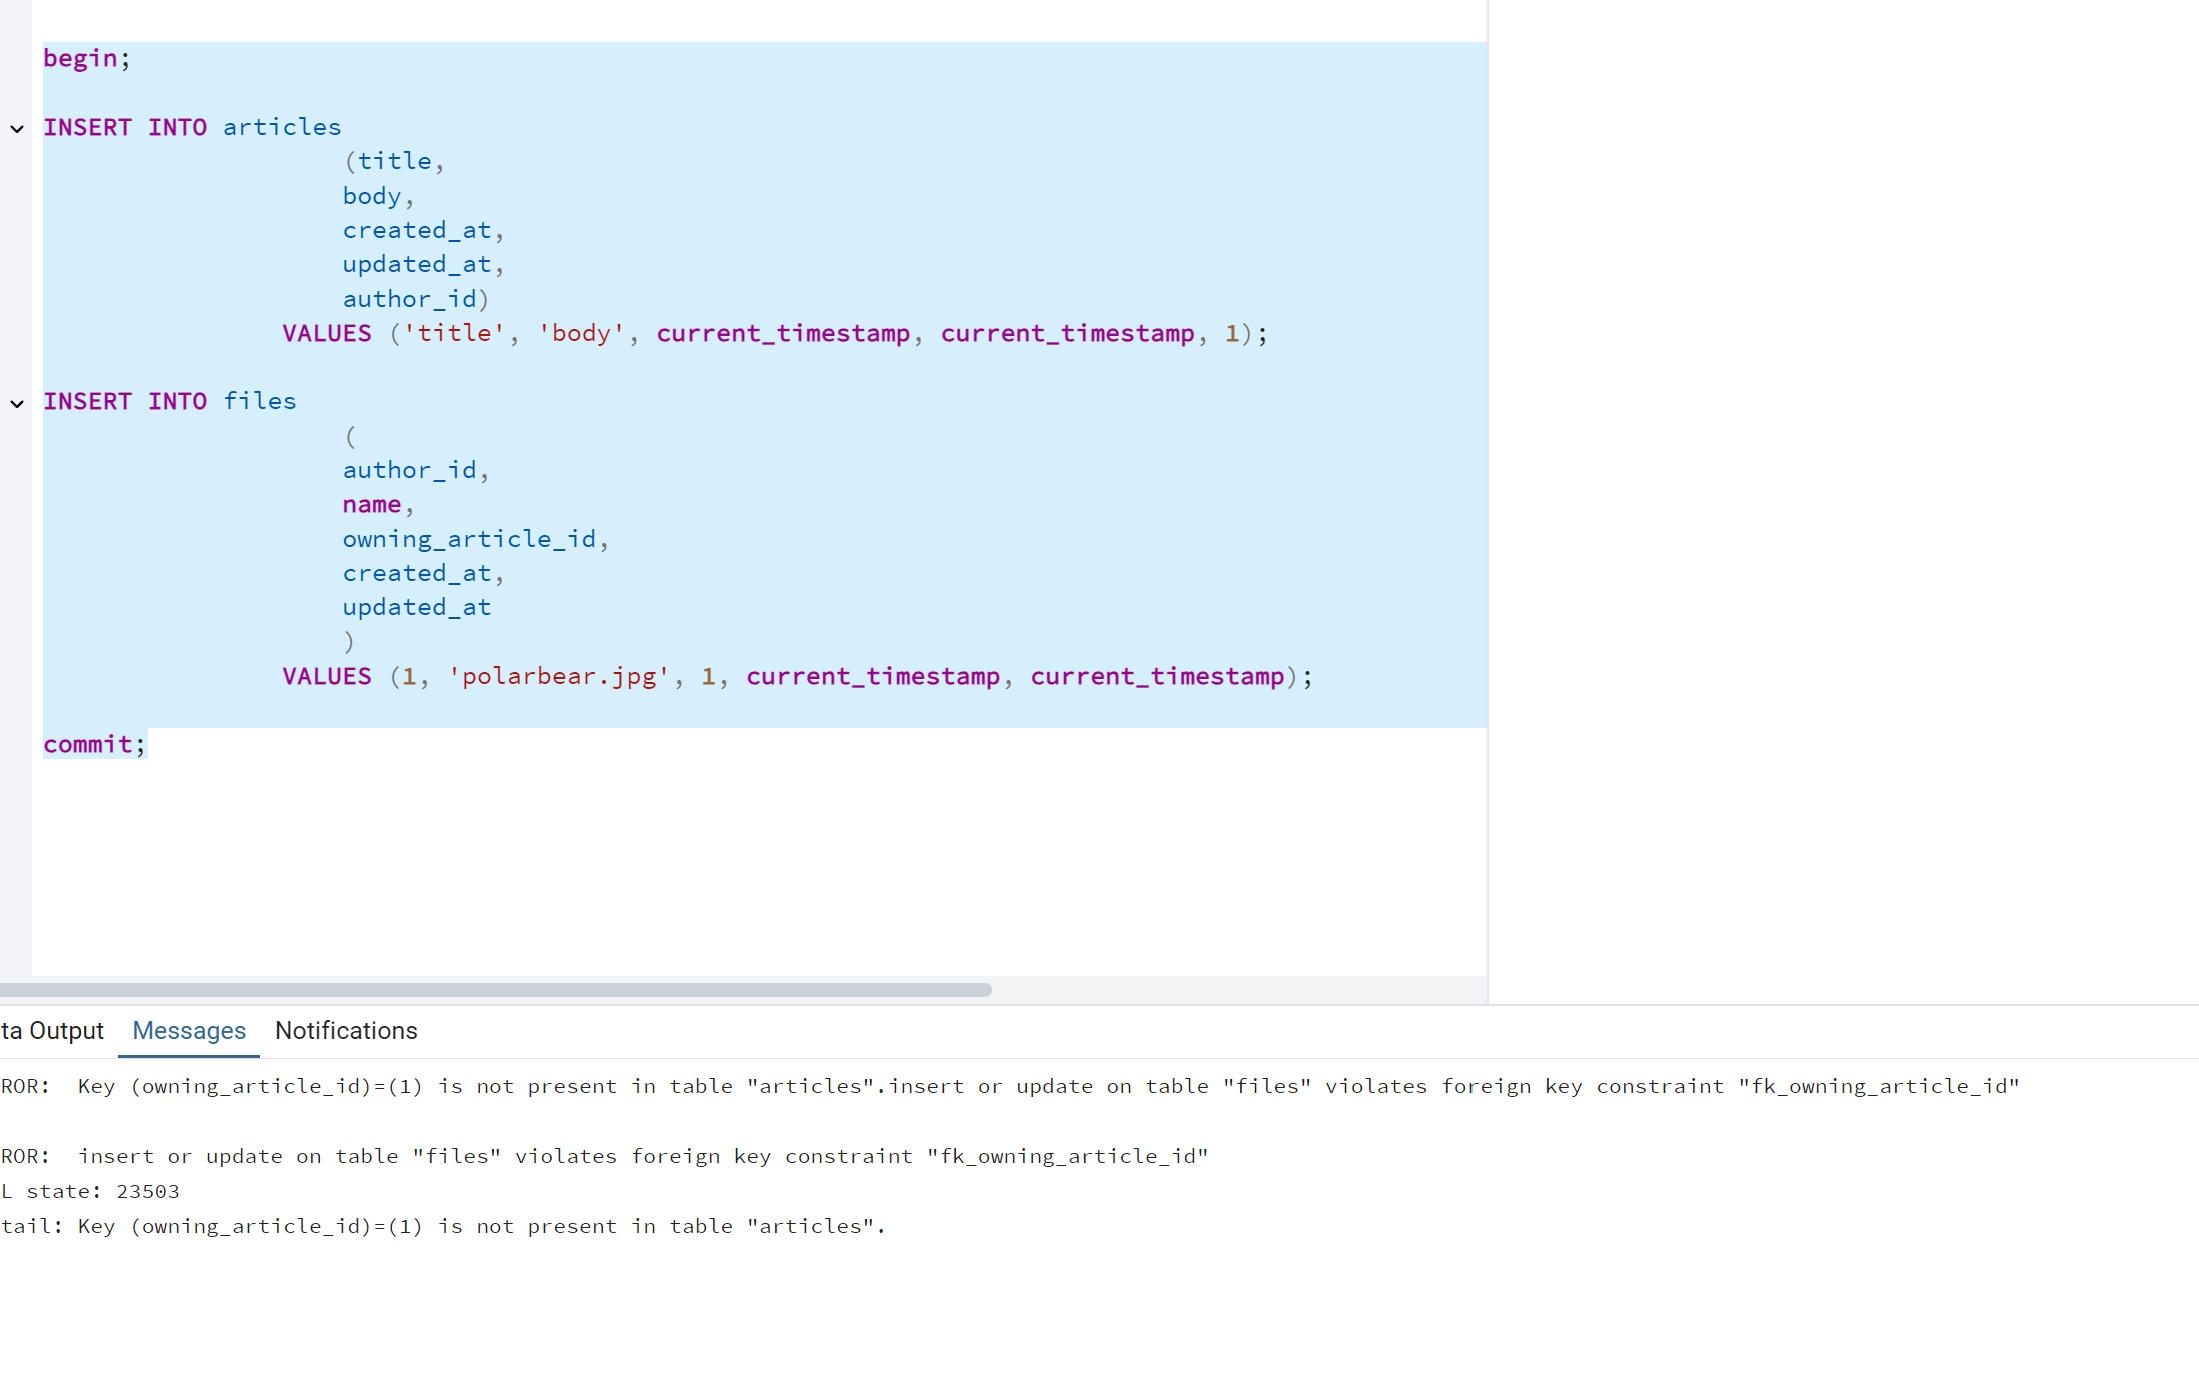 begin;
INSERT INTO articles
(title,
body,
created_at,
updated_at,
author_id)
VALUES ('title', 'body', current_timestamp, current_timestamp, 1);
INSERT INTO files
(
author_id,
name,
owning_article_id,
created_at,
updated_at
)
VALUES (1, 'polarbear.jpg', 1, current_timestamp, current_timestamp);
commit;
ta Output Messages Notifications
ROR:  Key (owning_article_id)=(1) is not present in table "articles".insert or update on table "files" violates foreign key constraint "fk_owning_article_id"
ROR:  insert or update on table "files" violates foreign key constraint "fk_owning_article_id"
L state: 23503
tail: Key (owning_article_id)=(1) is not present in table "articles".